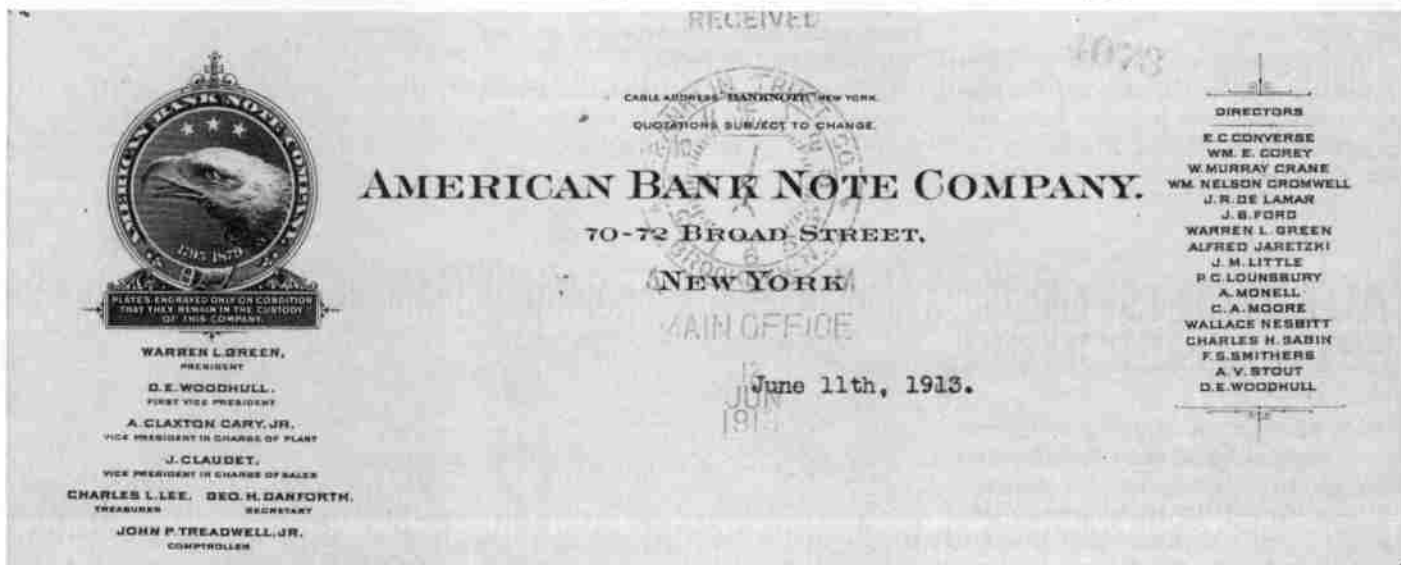 RECEIVED
4073
CABLE ADDRESS "BANKNOTE" NEW YORK.
QUOTATIONS SUBJECT TO CHANGE.
AMERICAN BANK NOTE COMPANY.
70-72 BROAD STREET,
NEW YORK
MAIN OFFICE
June 11th, 1913.
12
JUN
191
AMERICAN BANK NOTE COMPANY.
1795 1879
PLATES ENGRAVED ONLY ON CONDITION
THAT THEY REMAIN IN THE CUSTODY
OF THIS COMPANY.
WARREN L. GREEN,
PRESIDENT
D. E. WOODHULL,
FIRST VICE PRESIDENT
A. CLAXTON CARY, JR.
VICE PRESIDENT IN CHARGE OF PLANT
J. CLAUDET,
VICE PRESIDENT IN CHARGE OF SALES
CHARLES L. LEE, GEO. H. DANFORTH,
TREASURER SECRETARY
JOHN P. TREADWELL, JR.
COMPTROLLER
DIRECTORS
E. C. CONVERSE
WM. E. COREY
W. MURRAY CRANE
WM. NELSON CROMWELL
J. R. DE LAMAR
J. B. FORD
WARREN L. GREEN
ALFRED JARETZKI
J. M. LITTLE
P. C. LOUNSBURY
A. MONELL
C. A. MOORE
WALLACE NESBITT
CHARLES H. SABIN
F. S. SMITHERS
A. V. STOUT
D. E. WOODHULL